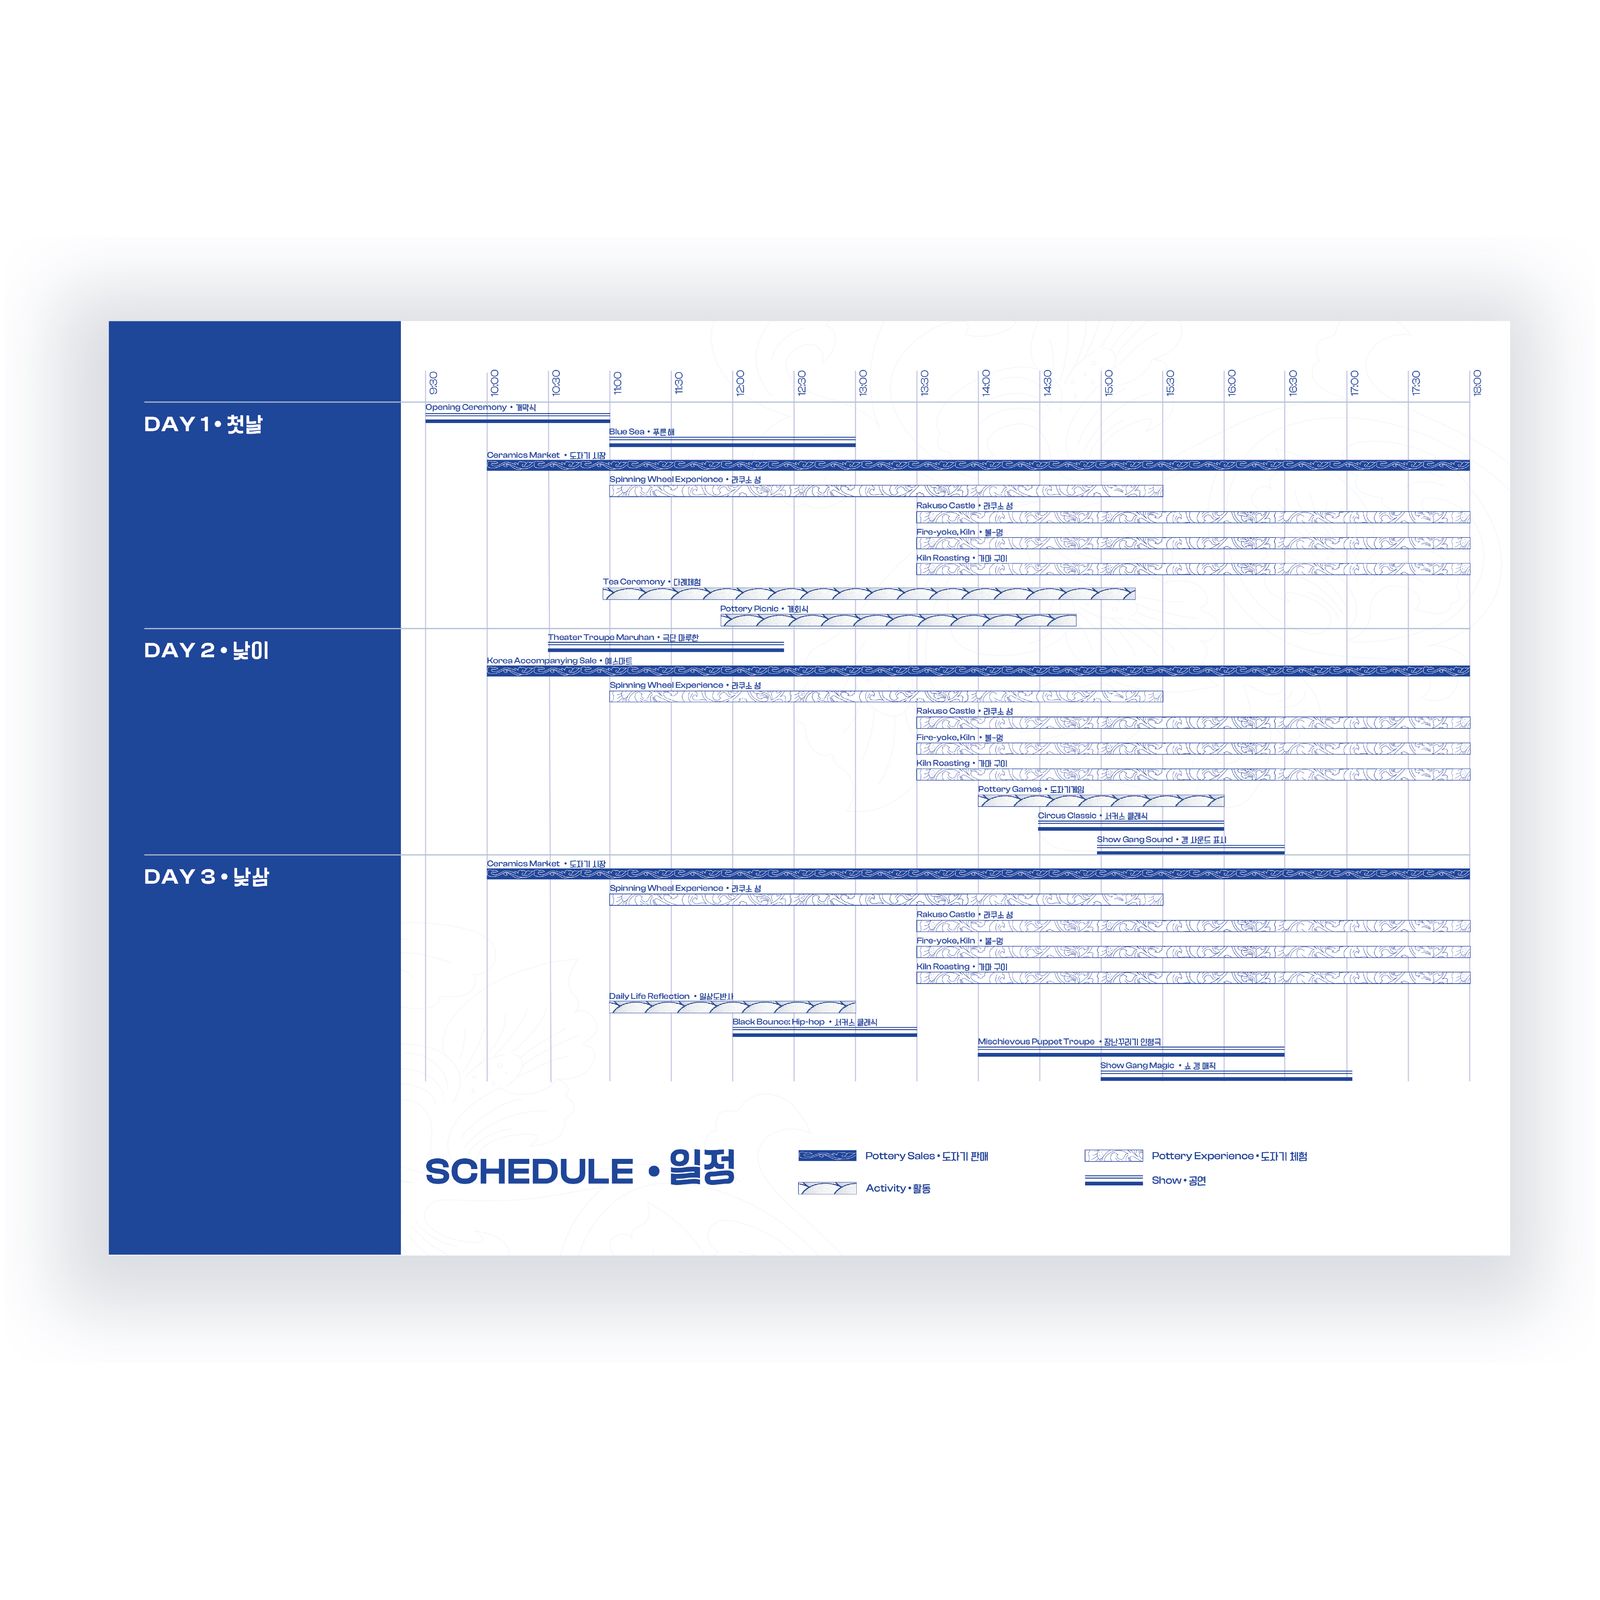 9:30 10:00 10:30 11:00 11:30 12:00 12:30 13:00 13:30 14:00 14:30 15:00 15:30 16:00 16:30 17:00 17:30 18:00
DAY 1 • 첫날
Opening Ceremony • 개막식
Blue Sea • 푸른해
Ceramics Market • 도자기 시장
Spinning Wheel Experience • 라쿠소 성
Rakuso Castle • 라쿠소 성
Fire-yoke, Kiln • 불-멍
Kiln Roasting • 가마 구이
Tea Ceremony • 다례체험
Pottery Picnic • 개회식
DAY 2 • 낮이
Theater Troupe Maruhan • 극단 마루한
Korea Accompanying Sale • 예스마트
Spinning Wheel Experience • 라쿠소 성
Rakuso Castle • 라쿠소 성
Fire-yoke, Kiln • 불-멍
Kiln Roasting • 가마 구이
Pottery Games • 도자기게임
Circus Classic • 서커스 클래식
Show Gang Sound • 갱 사운드 표시
DAY 3 • 낮삼
Ceramics Market • 도자기 시장
Spinning Wheel Experience • 라쿠소 성
Rakuso Castle • 라쿠소 성
Fire-yoke, Kiln • 불-멍
Kiln Roasting • 가마 구이
Daily Life Reflection • 일상도반사
Black Bounce: Hip-hop • 서커스 클래식
Mischievous Puppet Troupe • 장난꾸러기 인형극
Show Gang Magic • 쇼 갱 매직
SCHEDULE • 일정
Pottery Sales • 도자기 판매
Pottery Experience • 도자기 체험
Activity • 활동
Show • 공연